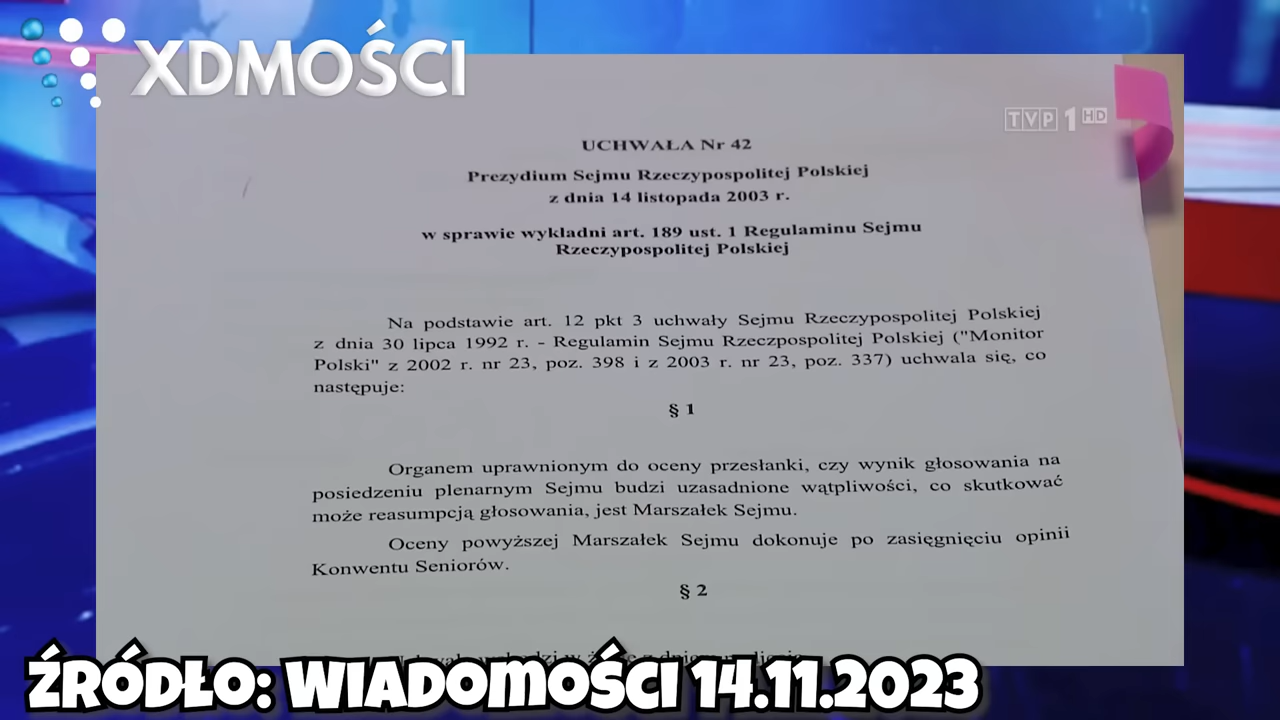 XDMOŚCI
TVP 1 HD
UCHWAŁA Nr 42
Prezydium Sejmu Rzeczypospolitej Polskiej
z dnia 14 listopada 2003 r.
w sprawie wykładni art. 189 ust. 1 Regulaminu Sejmu
Rzeczypospolitej Polskiej
Na podstawie art. 12 pkt 3 uchwały Sejmu Rzeczypospolitej Polskiej
z dnia 30 lipca 1992 r. - Regulamin Sejmu Rzeczpospolitej Polskiej ("Monitor
Polski" z 2002 r. nr 23, poz. 398 i z 2003 r. nr 23, poz. 337) uchwala się, co
następuje:
§ 1
Organem uprawnionym do oceny przesłanki, czy wynik głosowania na
posiedzeniu plenarnym Sejmu budzi uzasadnione wątpliwości, co skutkować
może reasumpcją głosowania, jest Marszałek Sejmu.
Oceny powyższej Marszałek Sejmu dokonuje po zasięgnięciu opinii
Konwentu Seniorów.
§ 2
ŹRÓDŁO: WIADOMOŚCI 14.11.2023